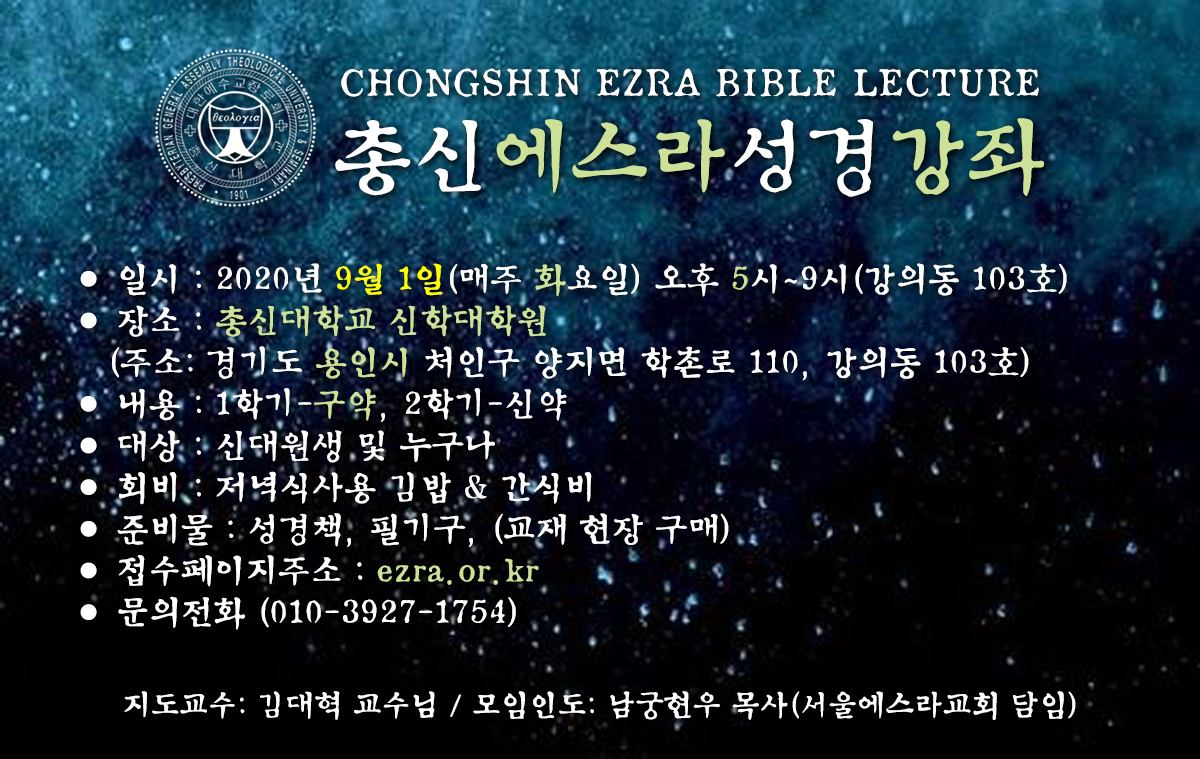 PRESBYTERIAN GENERAL ASSEMBLY THEOLOGICAL UNIVERSITY & SEMINARY
대한예수교장로회
총신대학교
θεολογία
1901
CHONGSHIN EZRA BIBLE LECTURE
총신에스라성경강좌
● 일시 : 2020년 9월 1일(매주 화요일) 오후 5시~9시(강의동 103호)
● 장소 : 총신대학교 신학대학원
(주소: 경기도 용인시 처인구 양지면 학촌로 110, 강의동 103호)
● 내용 : 1학기-구약, 2학기-신약
● 대상 : 신대원생 및 누구나
● 회비 : 저녁식사용 김밥 & 간식비
● 준비물 : 성경책, 필기구, (교재 현장 구매)
● 접수페이지주소 : ezra.or.kr
● 문의전화 (010-3927-1754)
지도교수: 김대혁 교수님 / 모임인도: 남궁현우 목사(서울에스라교회 담임)